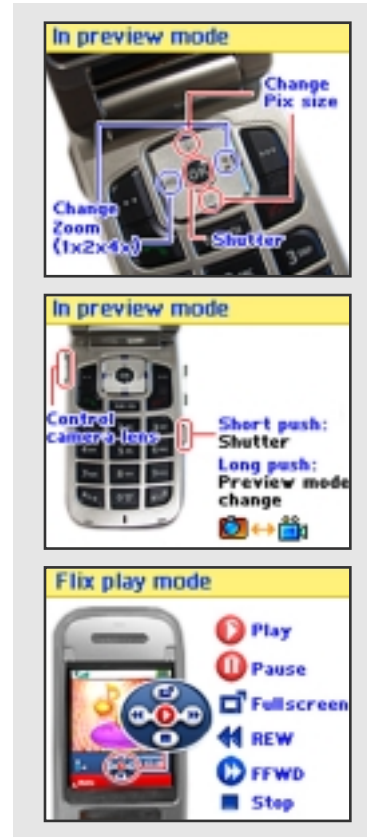 In preview mode
Change
Pix size
OK
Change
Zoom
(1x2x4x)
Shutter
In preview mode
Control
camera lens
Short push:
Shutter
Long push:
Preview mode
change
Flix play mode
Play
Pause
Fullscreen
REW
FFWD
Stop